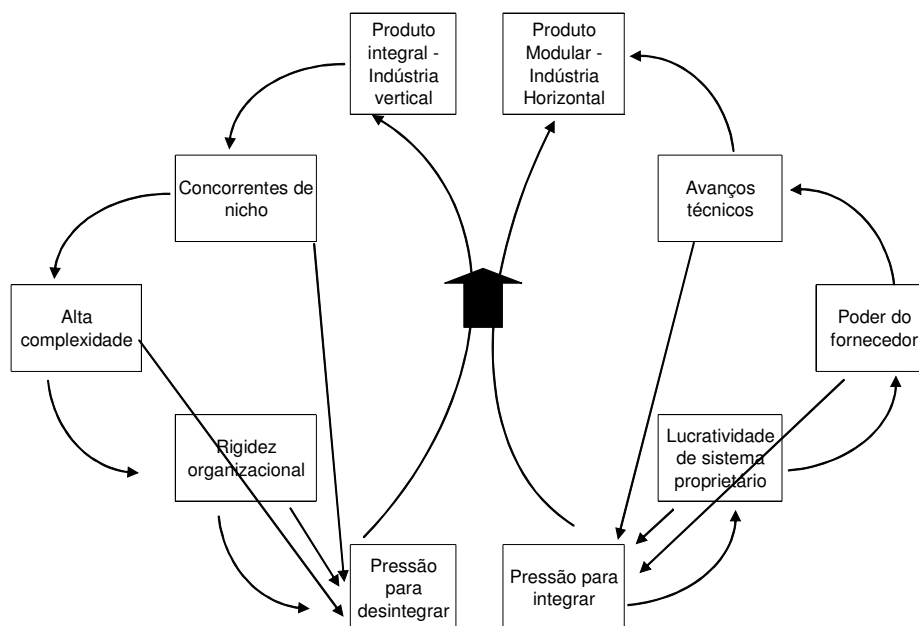 Produto
integral -
Indústria
vertical
Produto
Modular -
Indústria
Horizontal
Concorrentes de
nicho
Avanços
técnicos
Alta
complexidade
Poder do
fornecedor
Rigidez
organizacional
Lucratividade
de sistema
proprietário
Pressão
para
desintegrar
Pressão para
integrar